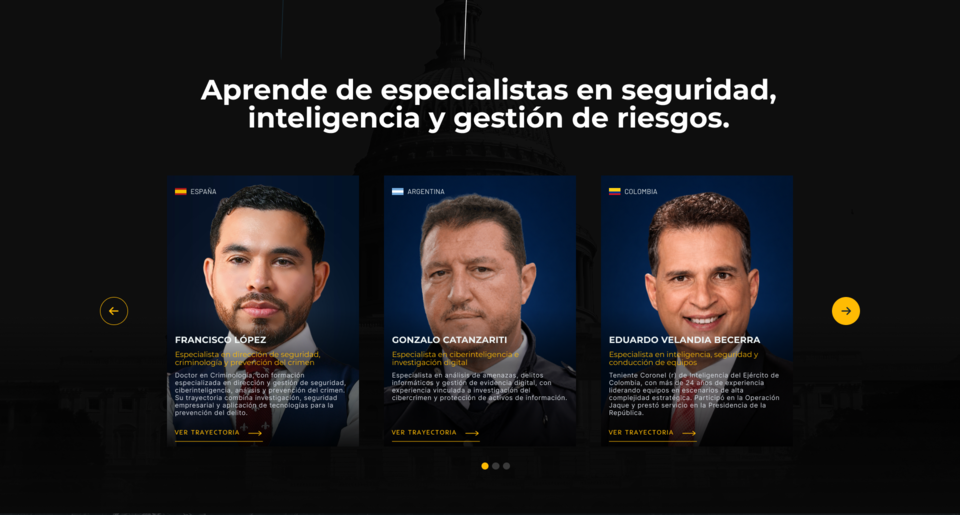 Aprende de especialistas en seguridad,
inteligencia y gestión de riesgos.
ESPAÑA
FRANCISCO LÓPEZ
Especialista en dirección de seguridad,
criminología y prevención del crimen
Doctor en Criminología, con formación
especializada en dirección y gestión de seguridad,
ciberinteligencia, análisis y prevención del crimen.
Su trayectoria combina investigación, seguridad
empresarial y aplicación de tecnologías para la
prevención del delito.
VER TRAYECTORIA
ARGENTINA
GONZALO CATANZARITI
Especialista en ciberinteligencia e
investigación digital
Especialista en análisis de amenazas, delitos
informáticos y gestión de evidencia digital, con
experiencia vinculada a investigación del
cibercrimen y protección de activos de información.
VER TRAYECTORIA
COLOMBIA
EDUARDO VELANDIA BECERRA
Especialista en inteligencia, seguridad y
conducción de equipos
Teniente Coronel (r) de Inteligencia del Ejército de
Colombia, con más de 24 años de experiencia
liderando equipos en escenarios de alta
complejidad estratégica. Participó en la Operación
Jaque y prestó servicio en la Presidencia de la
República.
VER TRAYECTORIA